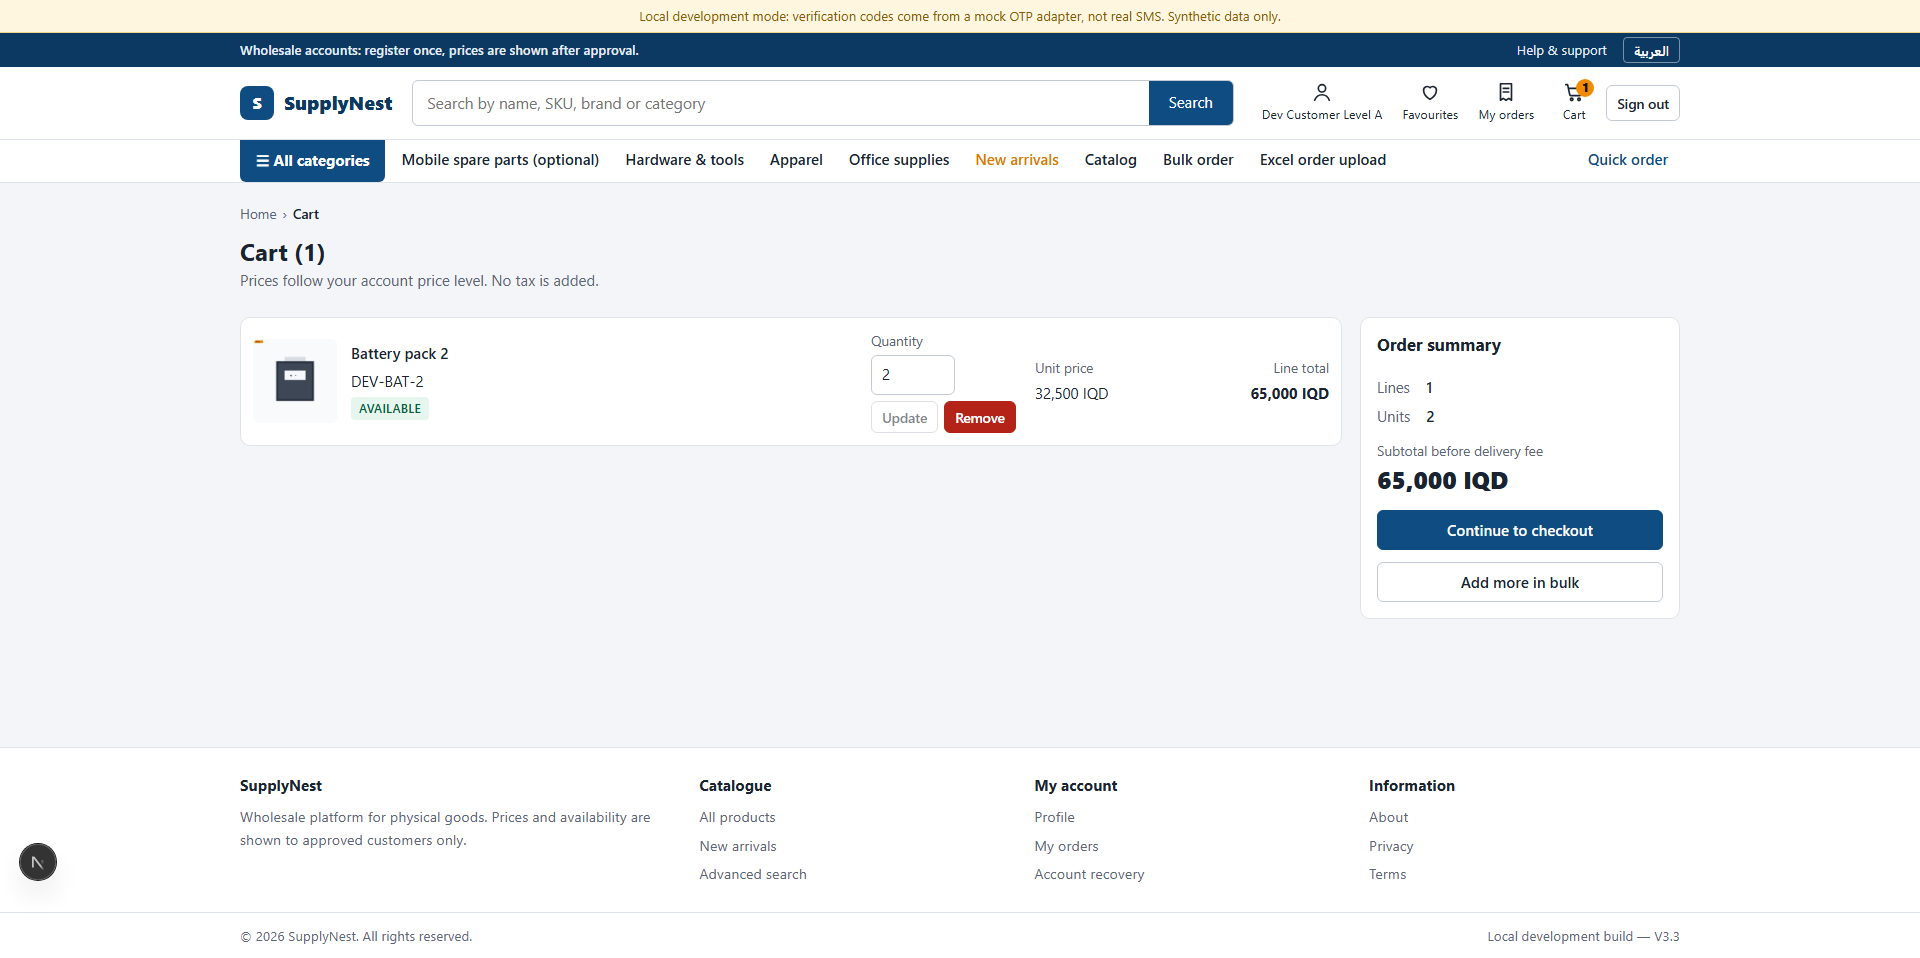 Local development mode: verification codes come from a mock OTP adapter, not real SMS. Synthetic data only.
Wholesale accounts: register once, prices are shown after approval.
Help & support
العربية
S
SupplyNest
Search by name, SKU, brand or category
Search
Dev Customer Level A
Favourites
My orders
1
Cart
Sign out
☰ All categories
Mobile spare parts (optional)
Hardware & tools
Apparel
Office supplies
New arrivals
Catalog
Bulk order
Excel order upload
Quick order
Home › Cart
Cart (1)
Prices follow your account price level. No tax is added.
Battery pack 2
DEV-BAT-2
AVAILABLE
Quantity
2
Update
Remove
Unit price
32,500 IQD
Line total
65,000 IQD
Order summary
Lines 1
Units 2
Subtotal before delivery fee
65,000 IQD
Continue to checkout
Add more in bulk
SupplyNest
Wholesale platform for physical goods. Prices and availability are
shown to approved customers only.
Catalogue
All products
New arrivals
Advanced search
My account
Profile
My orders
Account recovery
Information
About
Privacy
Terms
N
© 2026 SupplyNest. All rights reserved.
Local development build — V3.3